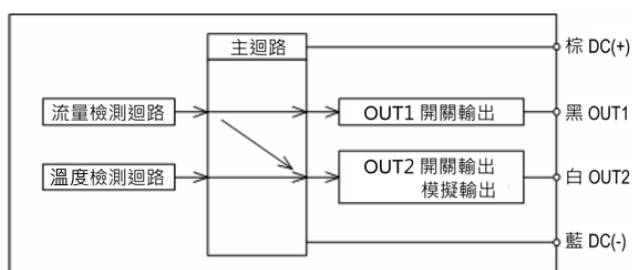 主迴路
棕 DC(+)
流量檢測迴路
OUT1 開關輸出
黑 OUT1
溫度檢測迴路
OUT2 開關輸出
模擬輸出
白 OUT2
藍 DC(-)